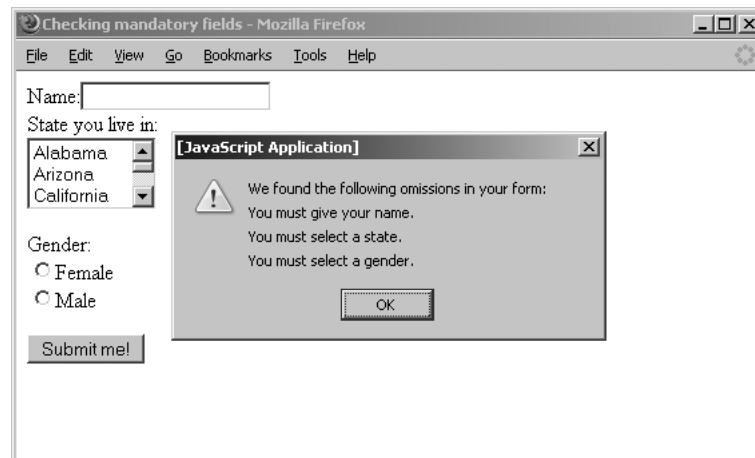 Checking mandatory fields - Mozilla Firefox
File Edit View Go Bookmarks Tools Help
Name:
State you live in:
Alabama
Arizona
California
Gender:
Female
Male
Submit me!
[JavaScript Application]
We found the following omissions in your form:
You must give your name.
You must select a state.
You must select a gender.
OK